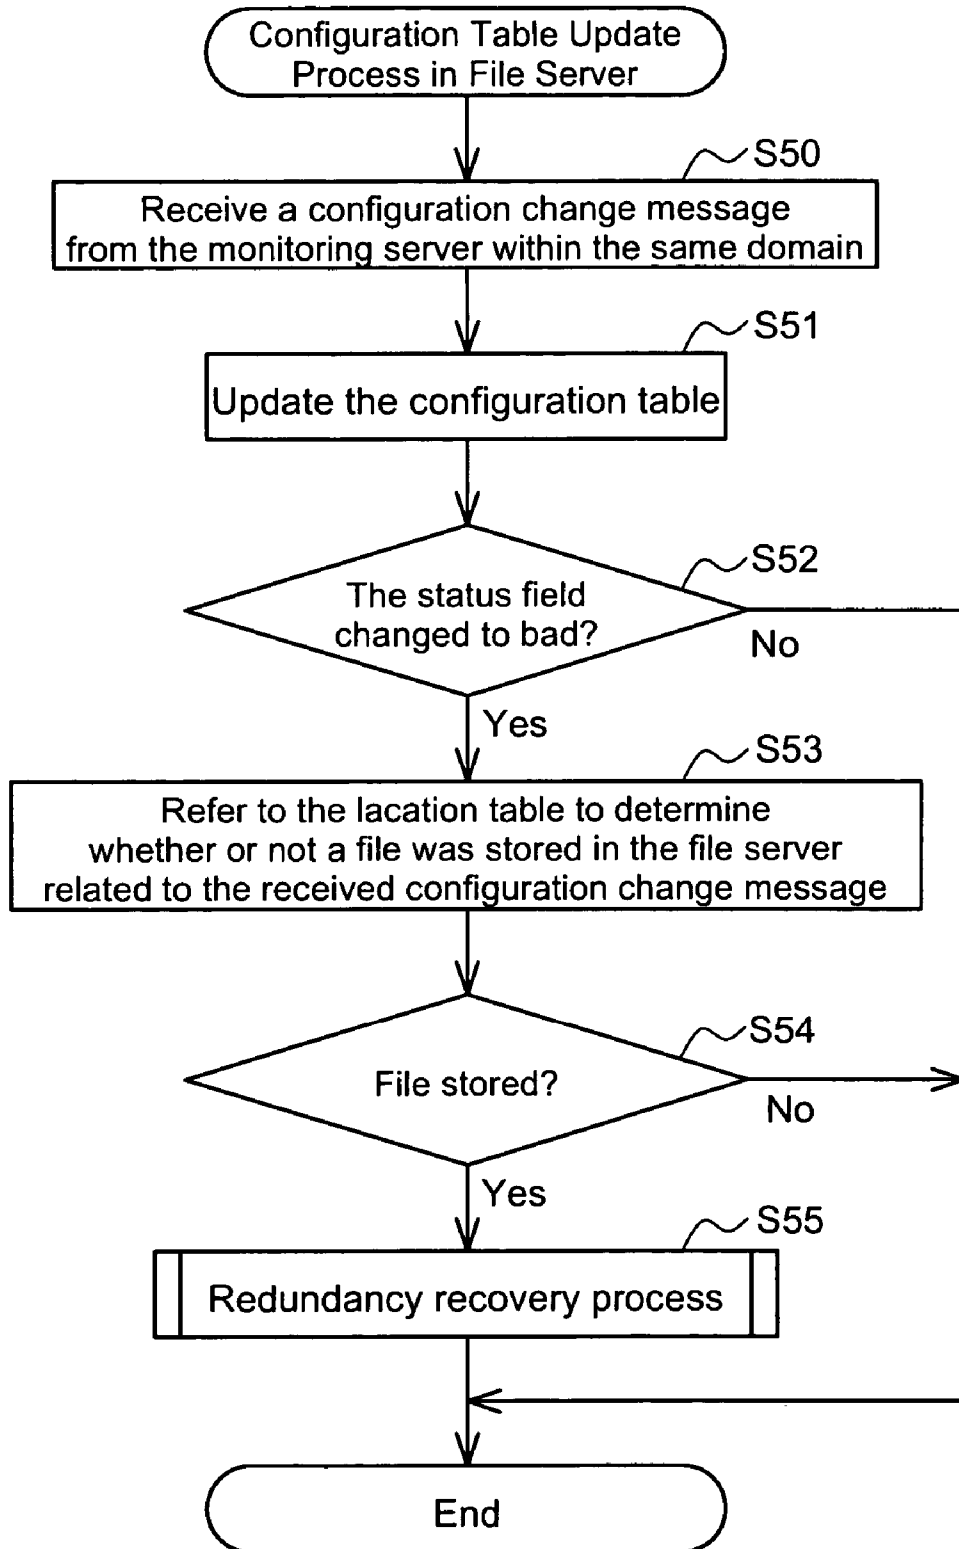 Configuration Table Update
Process in File Server
S50
Receive a configuration change message
from the monitoring server within the same domain
S51
Update the configuration table
S52
The status field
changed to bad?
No
Yes
S53
Refer to the lacation table to determine
whether or not a file was stored in the file server
related to the received configuration change message
S54
File stored?
No
Yes
S55
Redundancy recovery process
End